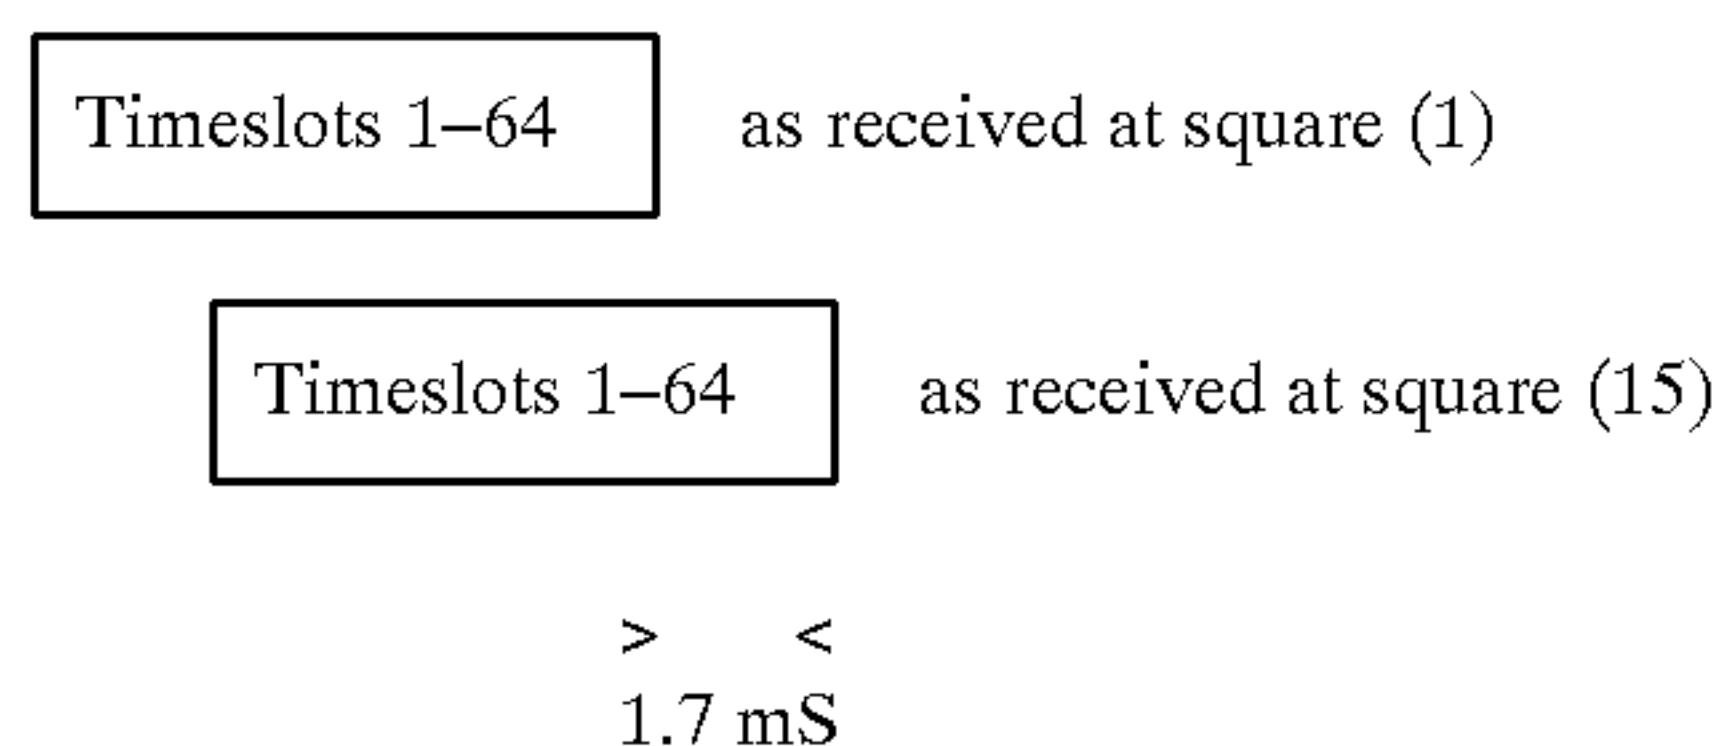 Timeslots 1–64 as received at square (1)
Timeslots 1–64 as received at square (15)
> <
1.7 mS